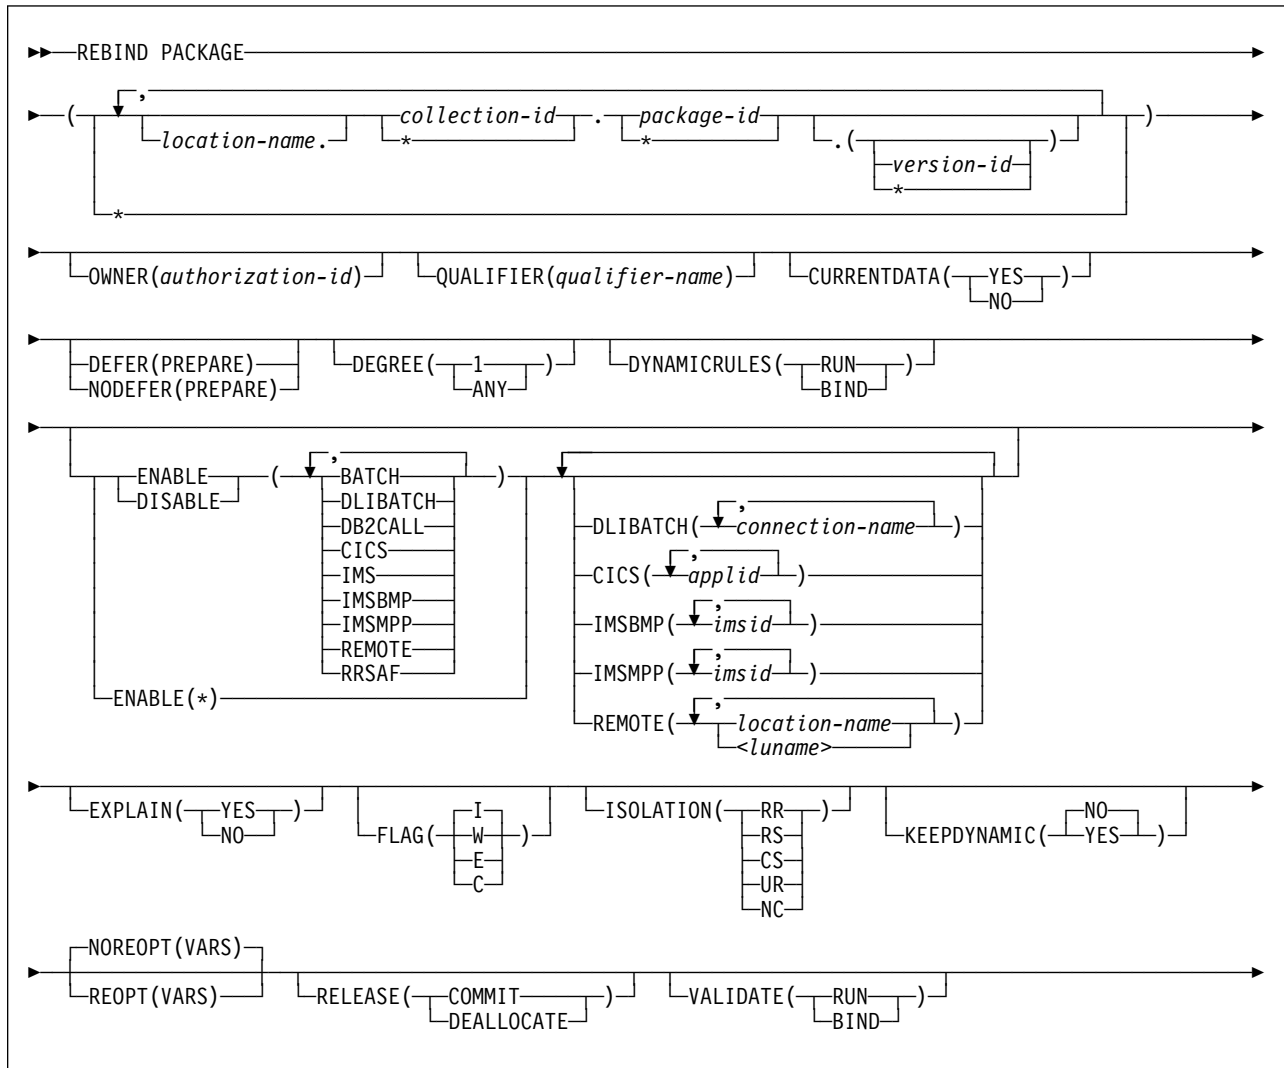 REBIND PACKAGE
,
( location-name. collection-id . package-id .( version-id ) )
* * *
*
OWNER(authorization-id) QUALIFIER(qualifier-name) CURRENTDATA( YES )
NO
DEFER(PREPARE) DEGREE( 1 ) DYNAMICRULES( RUN )
NODEFER(PREPARE) ANY BIND
, 
ENABLE ( BATCH )
DISABLE DLIBATCH
DB2CALL
CICS
IMS
IMSBMP
IMSMPP
REMOTE
RRSAF
ENABLE(*)
,
DLIBATCH( connection-name )
,
CICS( applid )
,
IMSBMP( imsid )
,
IMSMPP( imsid )
,
REMOTE( location-name )
<luname>
EXPLAIN( YES ) FLAG( I ) ISOLATION( RR ) KEEPDYNAMIC( NO )
NO W RS YES
E CS
C UR
NC
NOREOPT(VARS)
REOPT(VARS) RELEASE( COMMIT ) VALIDATE( RUN )
DEALLOCATE BIND